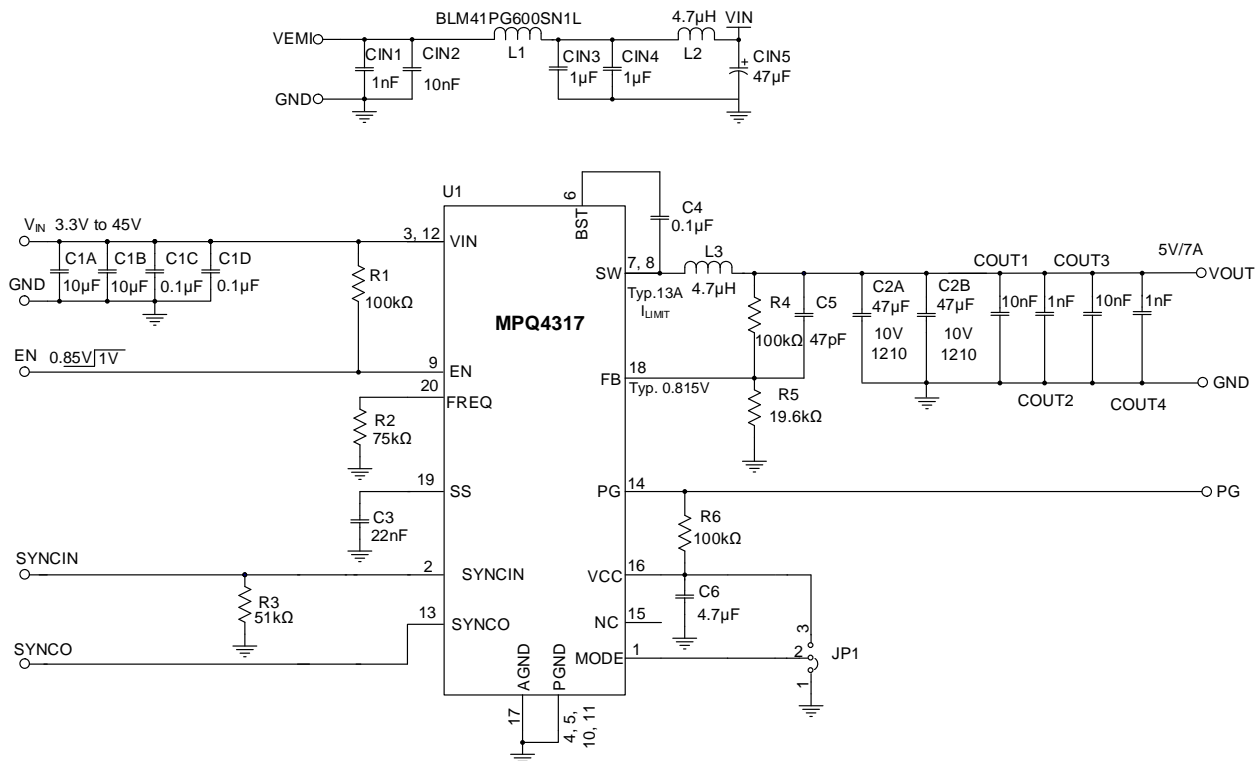 BLM41PG600SN1L
4.7µH
VIN
VEMI
L1
L2
CIN1
1nF
CIN2
10nF
CIN3
1µF
CIN4
1µF
CIN5
+
47µF
GND
U1
6
BST
C4
0.1µF
VIN 3.3V to 45V
3, 12
VIN
C1A
10µF
C1B
10µF
C1C
0.1µF
C1D
0.1µF
GND
R1
100kΩ
SW
7, 8
Typ.13A
ILIMIT
L3
4.7µH
COUT1
COUT3
5V/7A
VOUT
MPQ4317
R4
100kΩ
C5
47pF
C2A
47µF
10V
1210
C2B
47µF
10V
1210
10nF
1nF
10nF
1nF
EN 0.85V 1V
9
EN
FB
18
Typ. 0.815V
GND
20
FREQ
R2
75kΩ
R5
19.6kΩ
COUT2
COUT4
19
SS
C3
22nF
PG
14
PG
R6
100kΩ
SYNCIN
2
SYNCIN
VCC
16
C6
4.7µF
R3
51kΩ
13
SYNCO
NC
15
SYNCO
MODE
1
3
2
1
JP1
AGND
PGND
17
4, 5,
10, 11